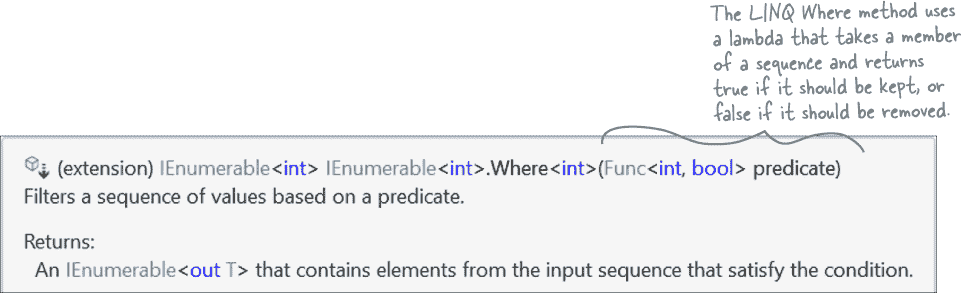 The LINQ Where method uses
a lambda that takes a member
of a sequence and returns
true if it should be kept, or
false if it should be removed.
(extension) IEnumerable<int> IEnumerable<int>.Where<int>(Func<int, bool> predicate)
Filters a sequence of values based on a predicate.
Returns:
An IEnumerable<out T> that contains elements from the input sequence that satisfy the condition.